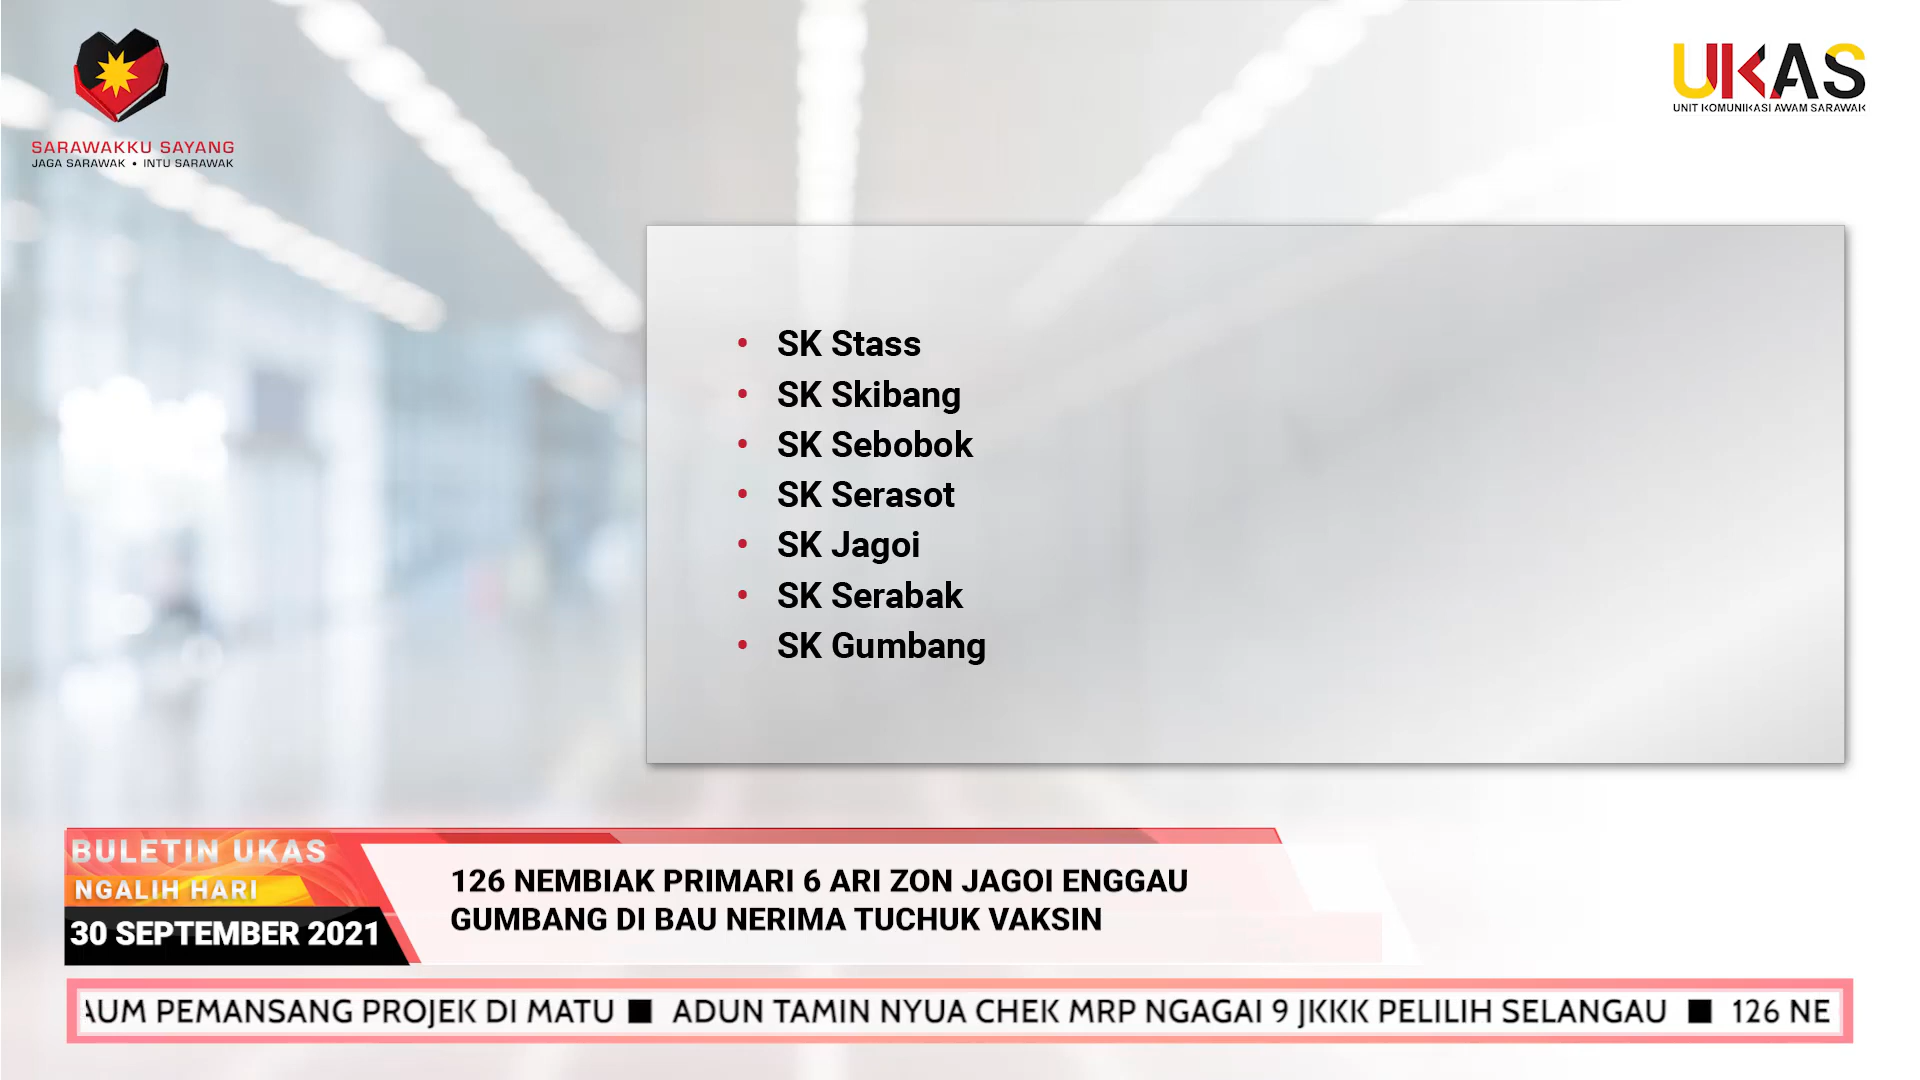 SARAWAKKU SAYANG
JAGA SARAWAK • INTU SARAWAK
UKAS
UNIT KOMUNIKASI AWAM SARAWAK
• SK Stass
• SK Skibang
• SK Sebobok
• SK Serasot
• SK Jagoi
• SK Serabak
• SK Gumbang
BULETIN UKAS
NGALIH HARI
30 SEPTEMBER 2021
126 NEMBIAK PRIMARI 6 ARI ZON JAGOI ENGGAU
GUMBANG DI BAU NERIMA TUCHUK VAKSIN
AUM PEMANSANG PROJEK DI MATU ■ ADUN TAMIN NYUA CHEK MRP NGAGAI 9 JKKK PELILIH SELANGAU ■ 126 NE